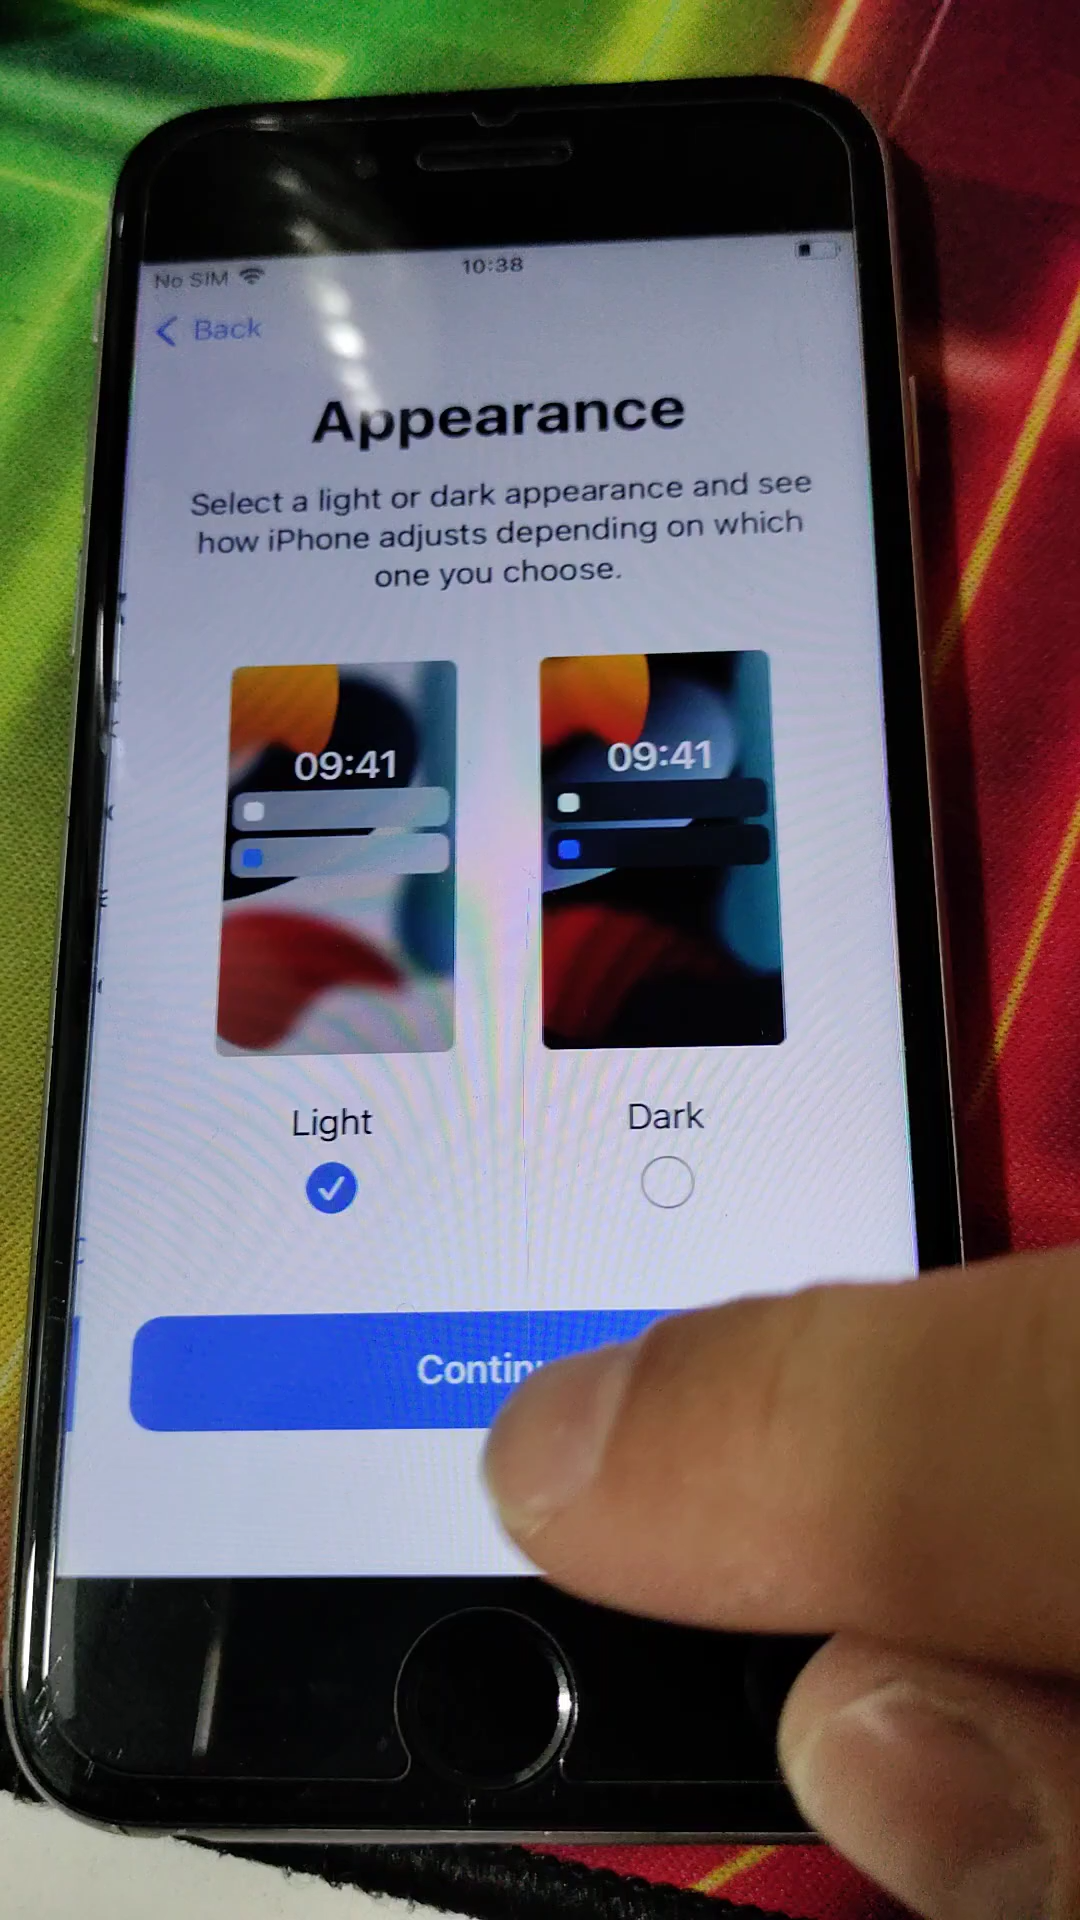 No SIM
10:38
Back
Appearance
Select a light or dark appearance and see
how iPhone adjusts depending on which
one you choose.
09:41
09:41
Light
Dark
Contin